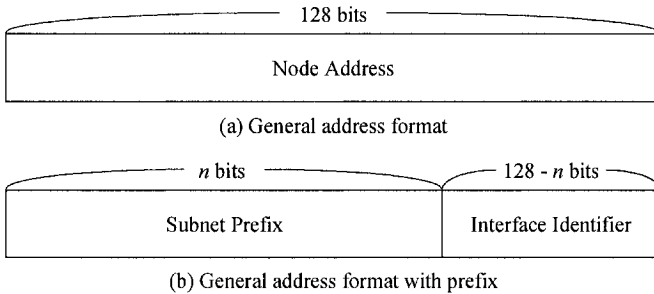 128 bits
Node Address
(a) General address format
n bits
128 - n bits
Subnet Prefix
Interface Identifier
(b) General address format with prefix